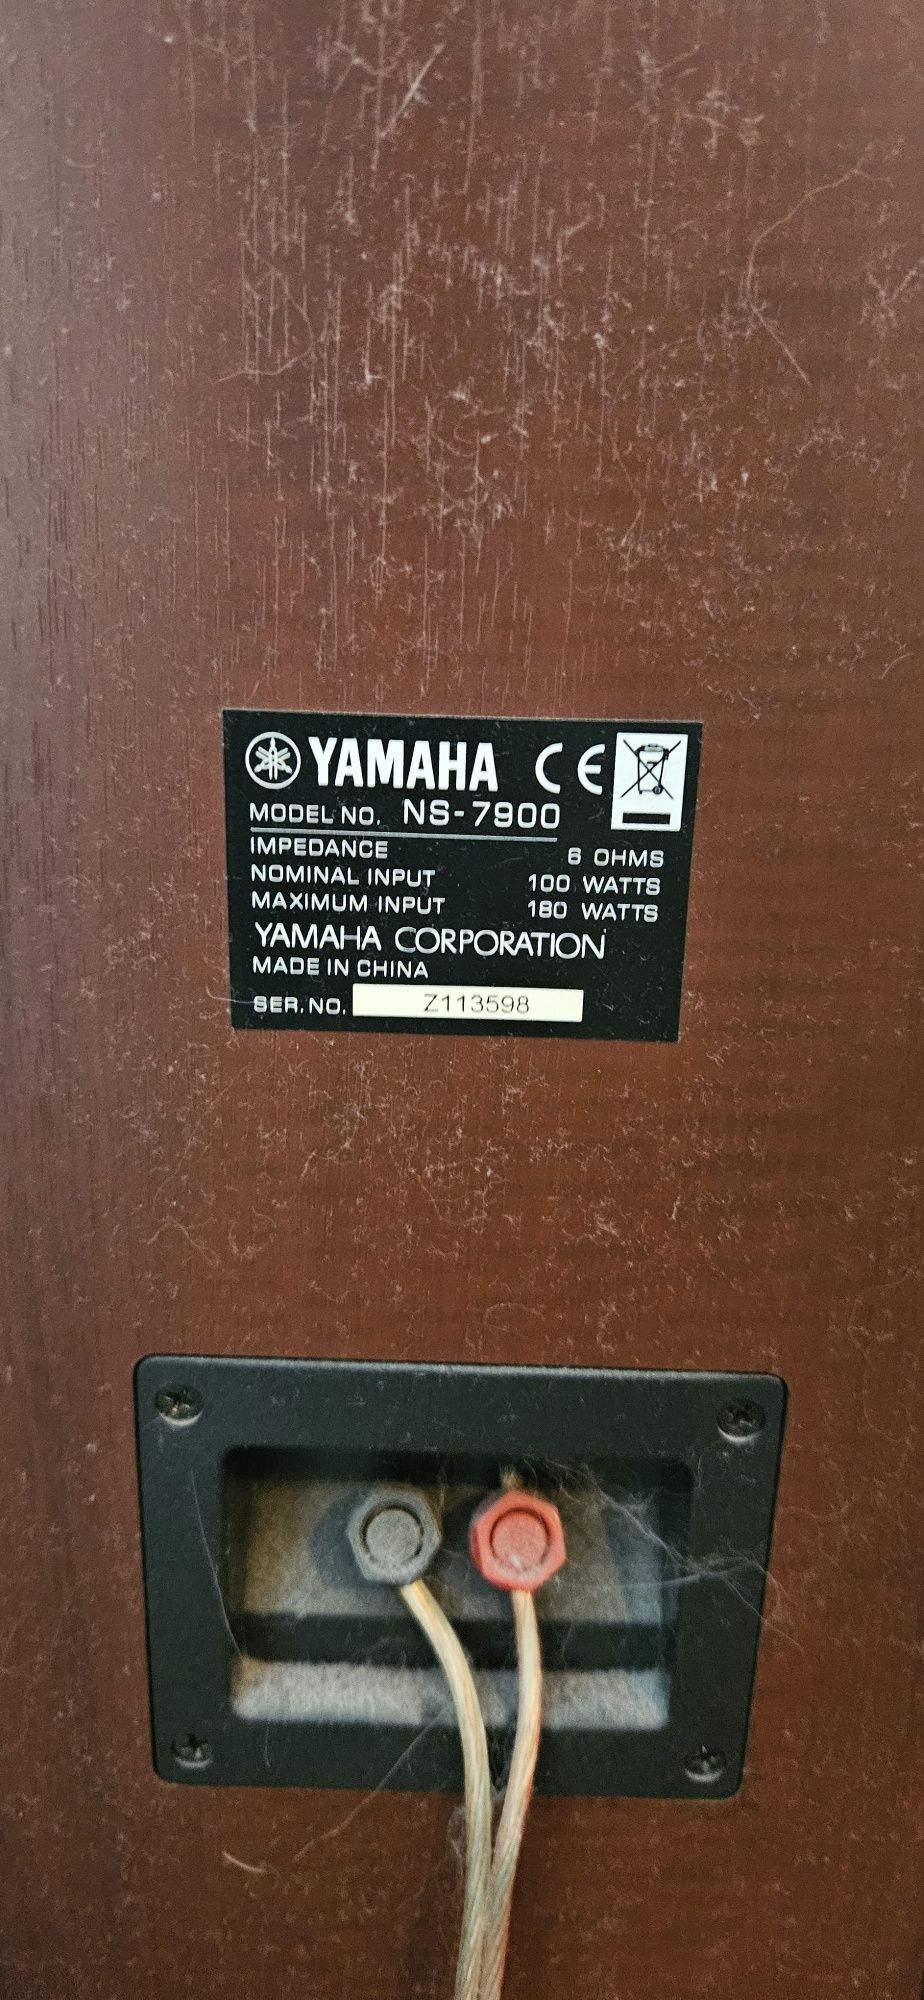 YAMAHA CE
MODEL NO. NS-7900
IMPEDANCE 6 OHMS
NOMINAL INPUT 100 WATTS
MAXIMUM INPUT 180 WATTS
YAMAHA CORPORATION
MADE IN CHINA
SER. NO. Z113598